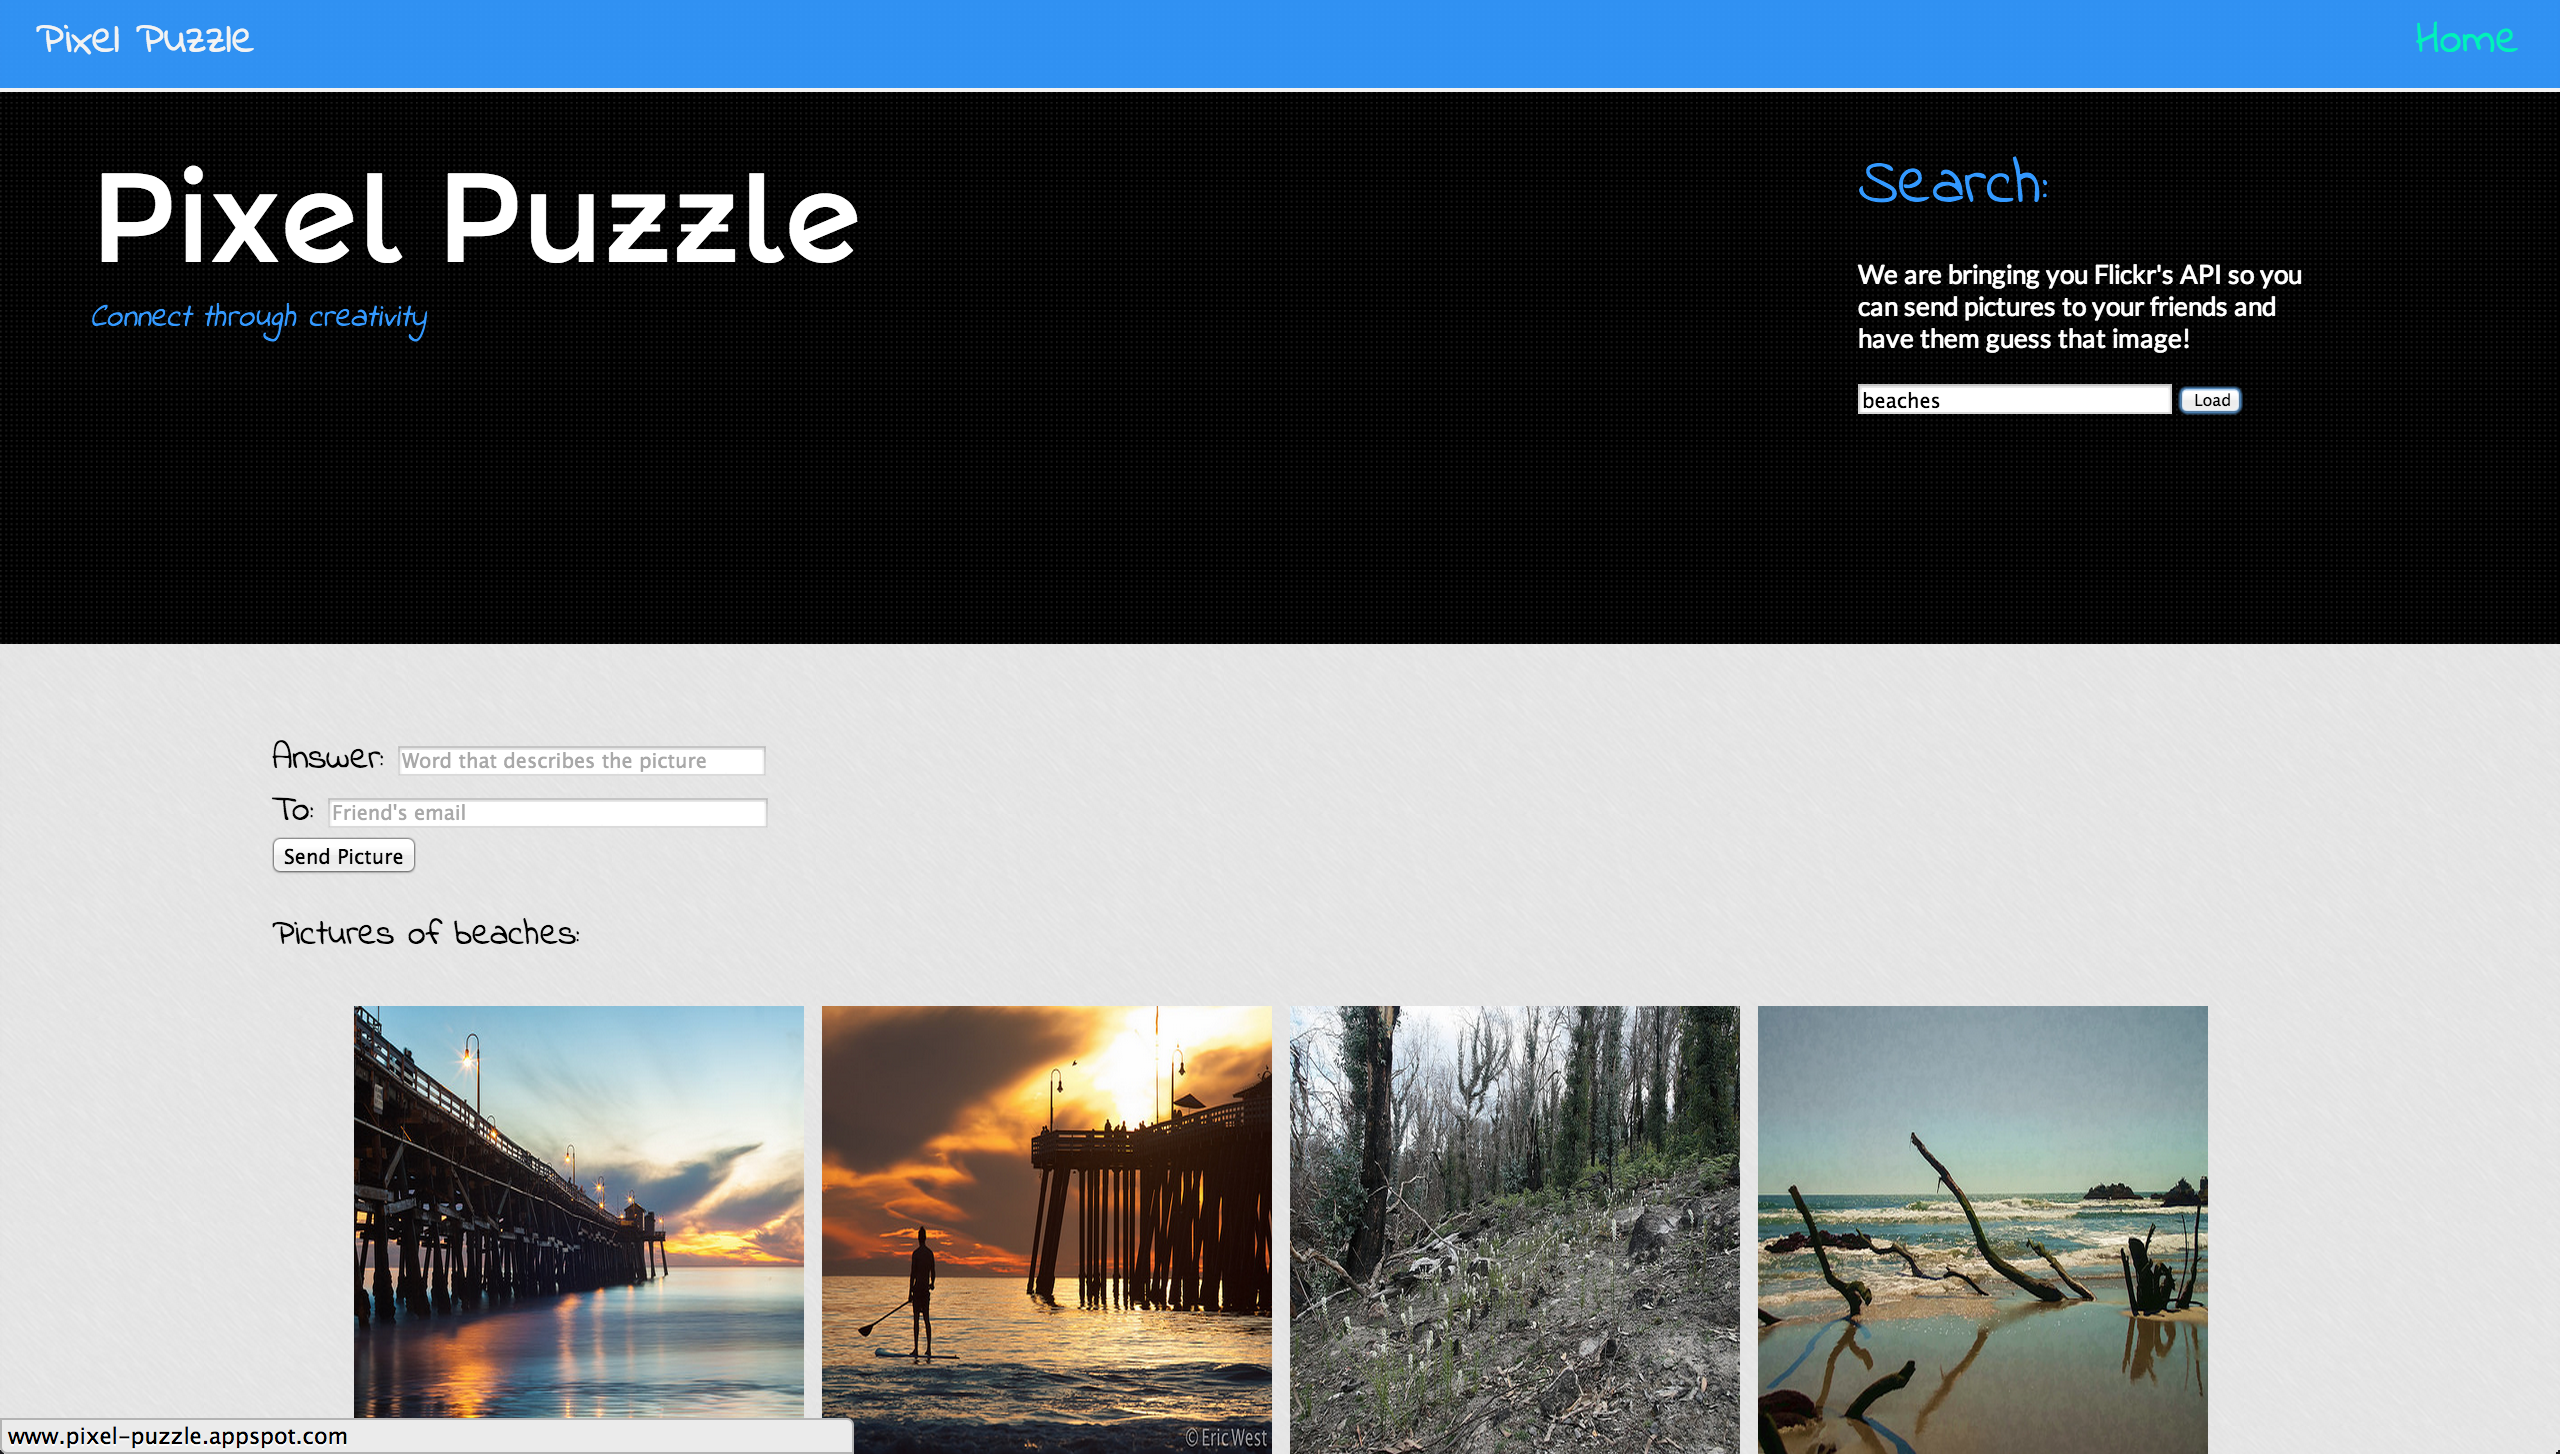 Pixel Puzzle
Home
Pixel Puzzle
Connect through creativity
Search:
We are bringing you Flickr's API so you
can send pictures to your friends and
have them guess that image!
beaches Load
Answer: Word that describes the picture
To: Friend's email
Send Picture
Pictures of beaches:
© EricWest
www.pixel-puzzle.appspot.com